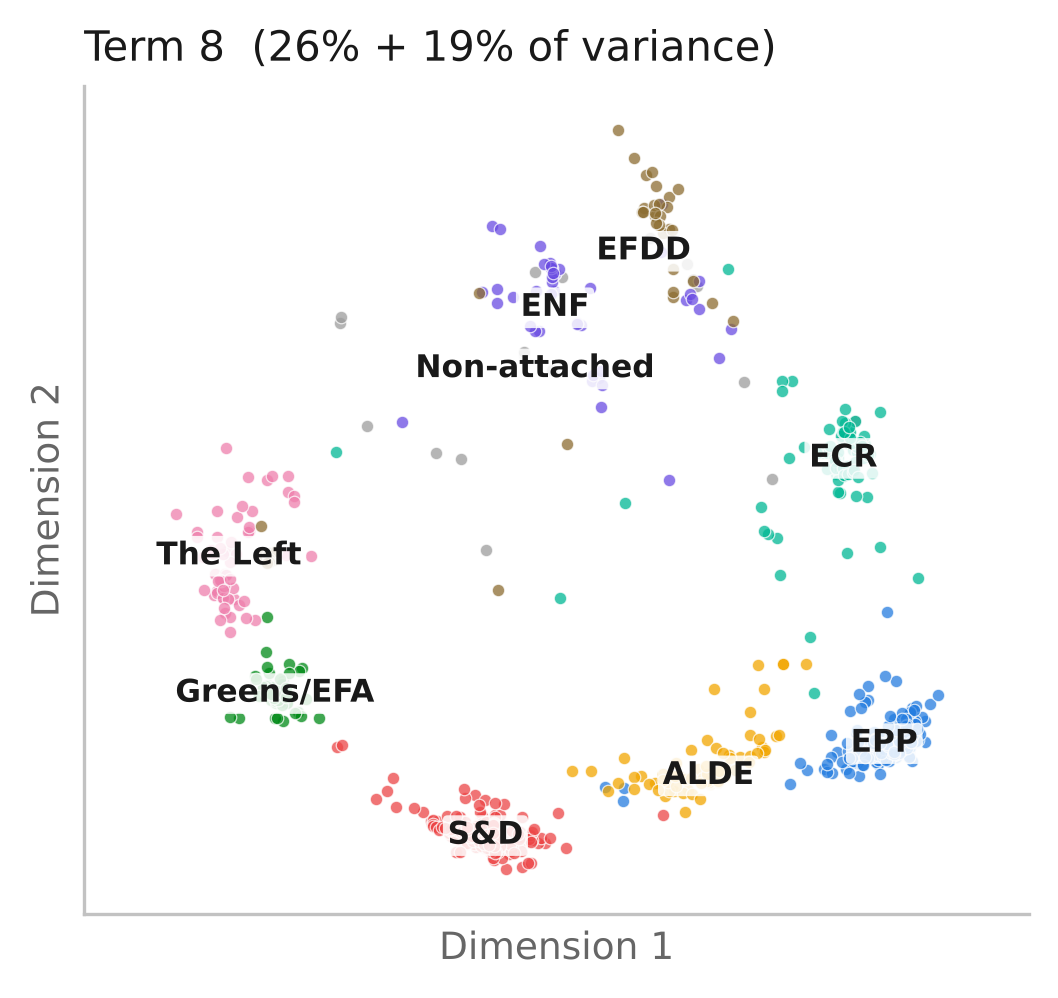 Term 8  (26% + 19% of variance)
EFDD
ENF
Non-attached
ECR
The Left
Greens/EFA
EPP
ALDE
S&D
Dimension 2
Dimension 1